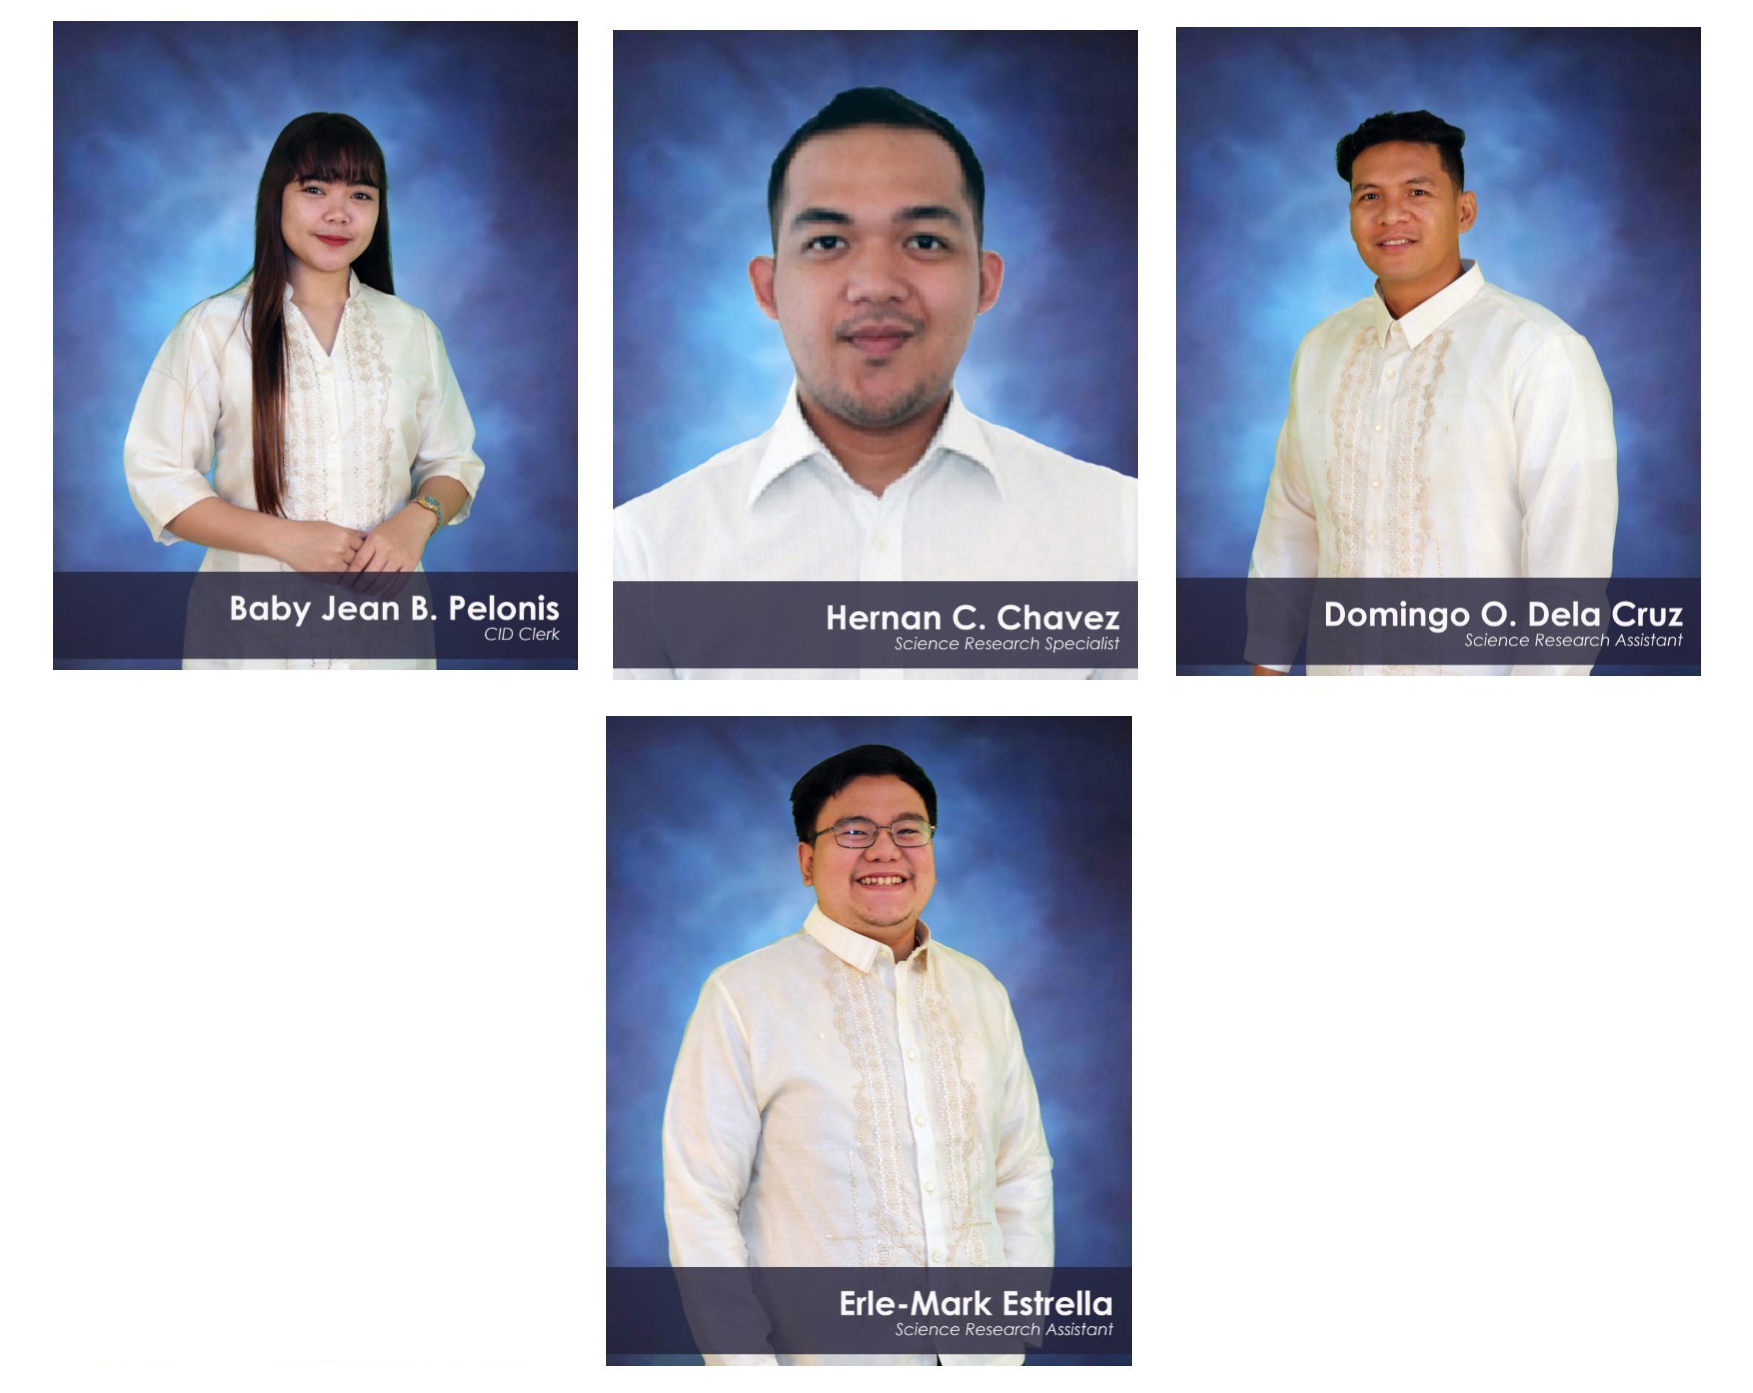 Baby Jean B. Pelonis
CID Clerk
Hernan C. Chavez
Science Research Specialist
Domingo O. Dela Cruz
Science Research Assistant
Erle-Mark Estrella
Science Research Assistant